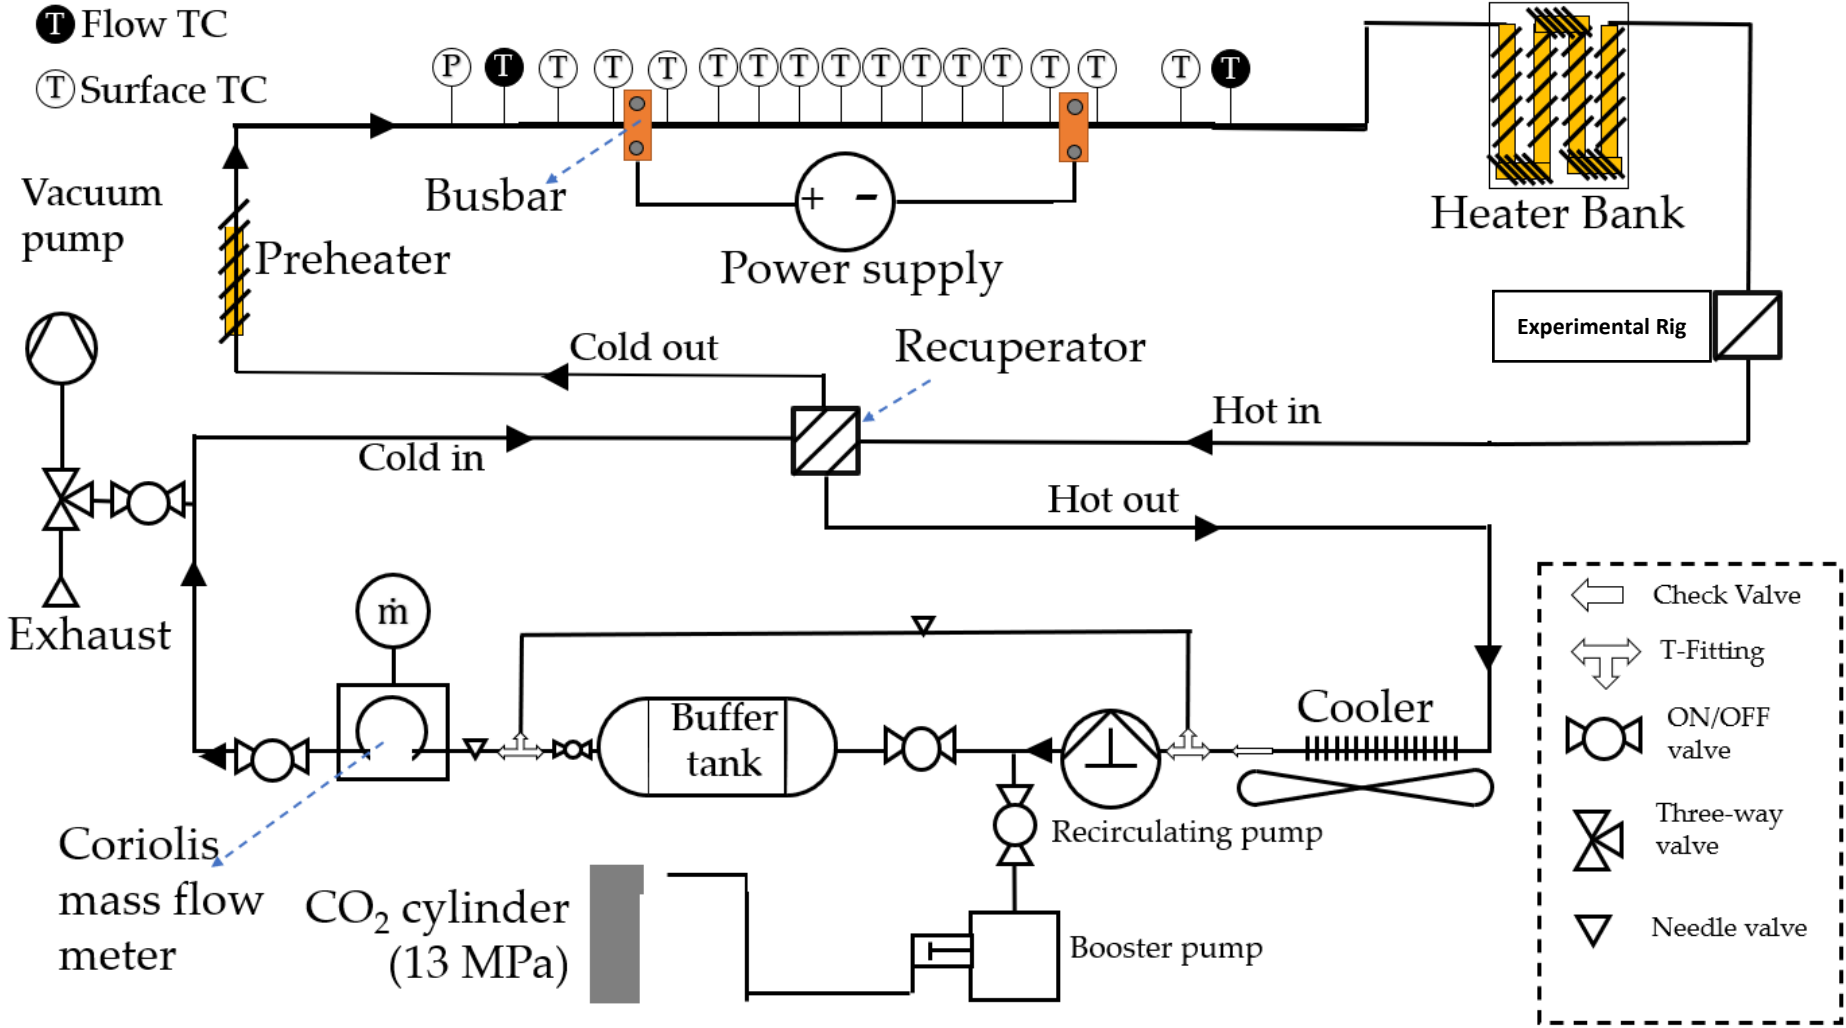 T Flow TC
T Surface TC
P T T T T T T T T T T T T T T T T
Busbar
+ -
Power supply
Heater Bank
Vacuum
pump
Preheater
Experimental Rig
Cold out
Recuperator
Hot in
Cold in
Hot out
Exhaust
ṁ
Buffer
tank
Cooler
Recirculating pump
Coriolis
mass flow
meter
CO₂ cylinder
(13 MPa)
Booster pump
Check Valve
T-Fitting
ON/OFF
valve
Three-way
valve
Needle valve